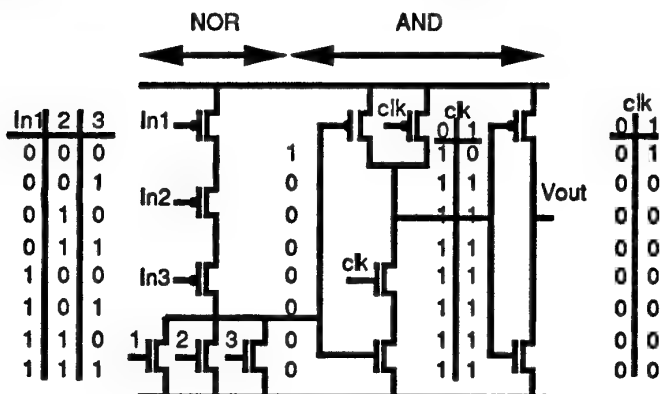 NOR AND
In1 clk clk clk
In1 2 3 0 1 0 1
0 0 0 1 1 0 0 1
0 0 1 0 1 1 0 0
In2 Vout
0 1 0 0 1 1 0 0
0 1 1 0 1 1 0 0
clk
1 0 0 In3 0 1 1 0 0
1 0 1 0 1 1 0 0
1 2 3
1 1 0 0 1 1 0 0
1 1 1 0 1 1 0 0